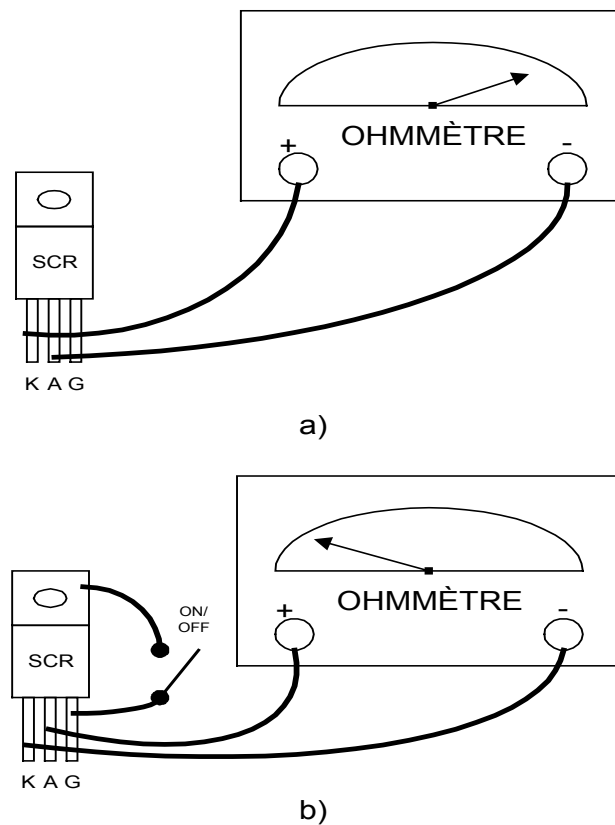 + OHMMÈTRE -
SCR
K A G
a)
ON/
OFF
+ OHMMÈTRE -
SCR
K A G
b)